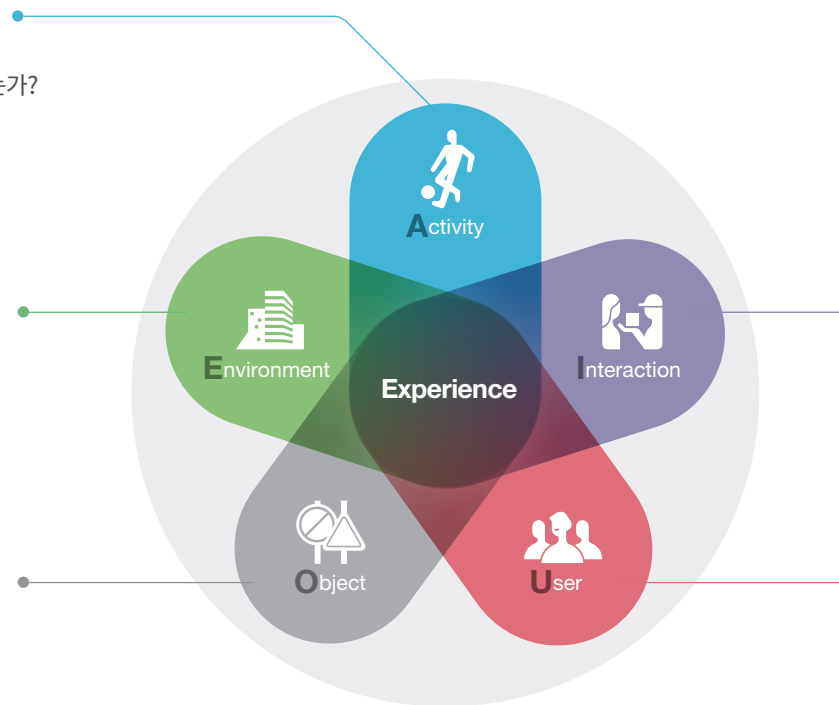 는가?
Activity
Environment
Interaction
Experience
Object
User